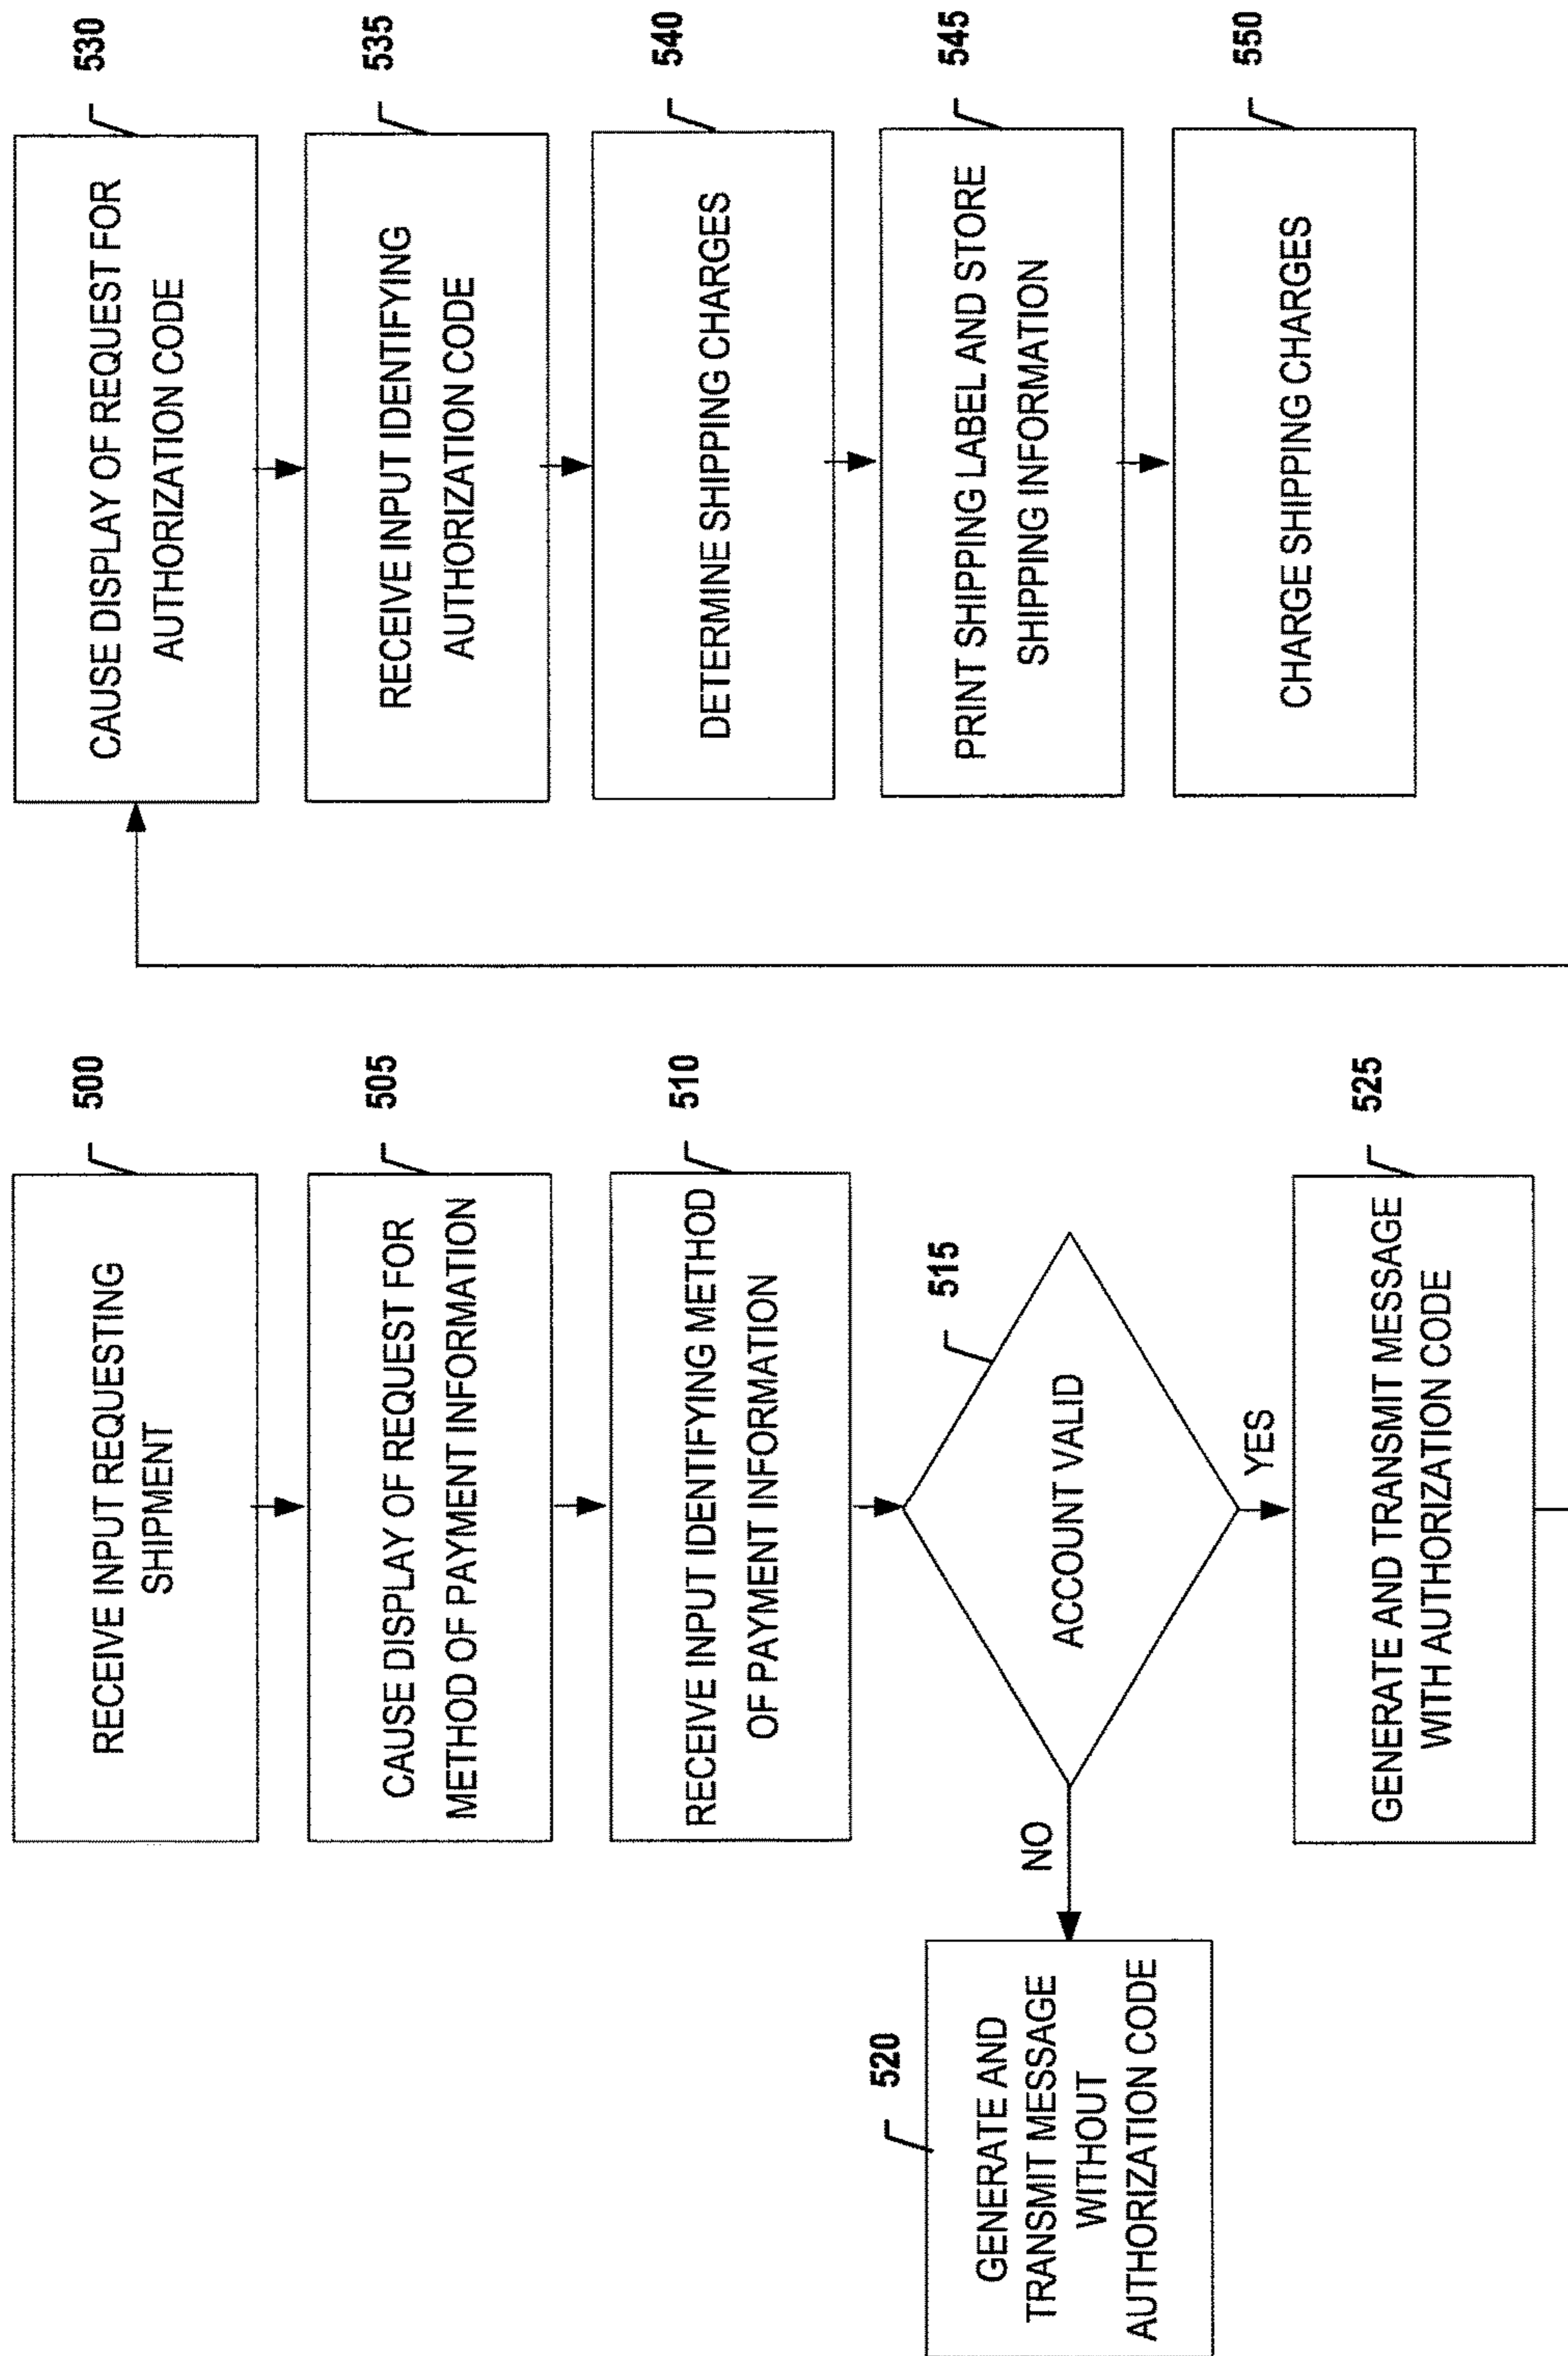 500
RECEIVE INPUT REQUESTING
SHIPMENT
505
CAUSE DISPLAY OF REQUEST FOR
METHOD OF PAYMENT INFORMATION
510
RECEIVE INPUT IDENTIFYING METHOD
OF PAYMENT INFORMATION
515
ACCOUNT VALID
NO
YES
520
GENERATE AND
TRANSMIT MESSAGE
WITHOUT
AUTHORIZATION CODE
525
GENERATE AND TRANSMIT MESSAGE
WITH AUTHORIZATION CODE
530
CAUSE DISPLAY OF REQUEST FOR
AUTHORIZATION CODE
535
RECEIVE INPUT IDENTIFYING
AUTHORIZATION CODE
540
DETERMINE SHIPPING CHARGES
545
PRINT SHIPPING LABEL AND STORE
SHIPPING INFORMATION
550
CHARGE SHIPPING CHARGES